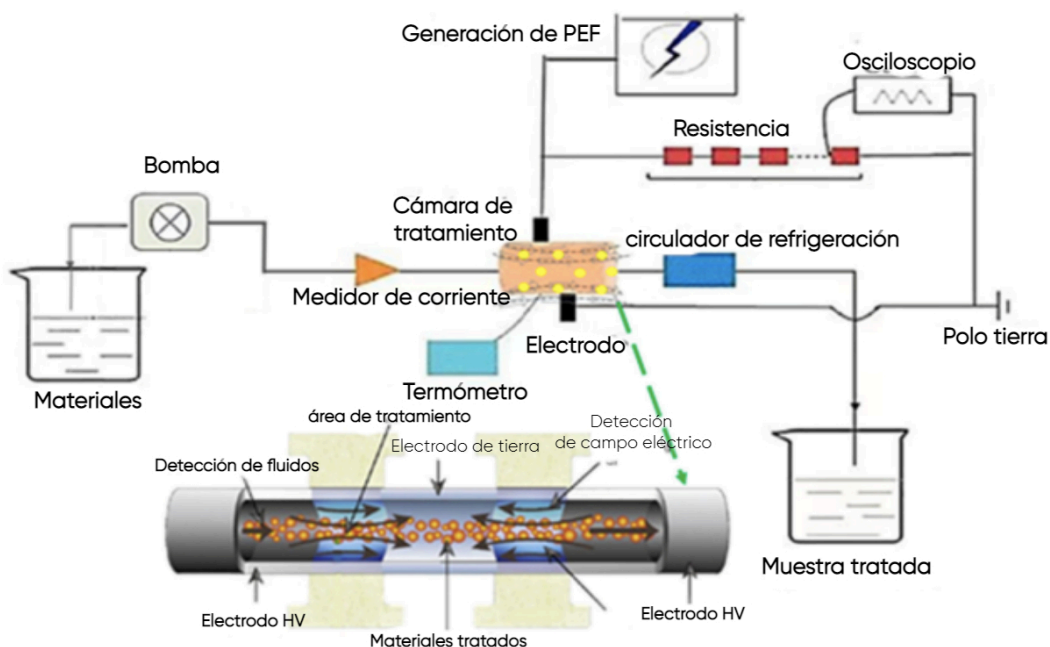 Generación de PEF
Osciloscopio
Resistencia
Bomba
Cámara de
tratamiento
circulador de refrigeración
Medidor de corriente
Electrodo
Polo tierra
Materiales
Termómetro
área de tratamiento
Detección
de campo eléctrico
Electrodo de tierra
Detección de fluidos
Muestra tratada
Electrodo HV
Electrodo HV
Materiales tratados